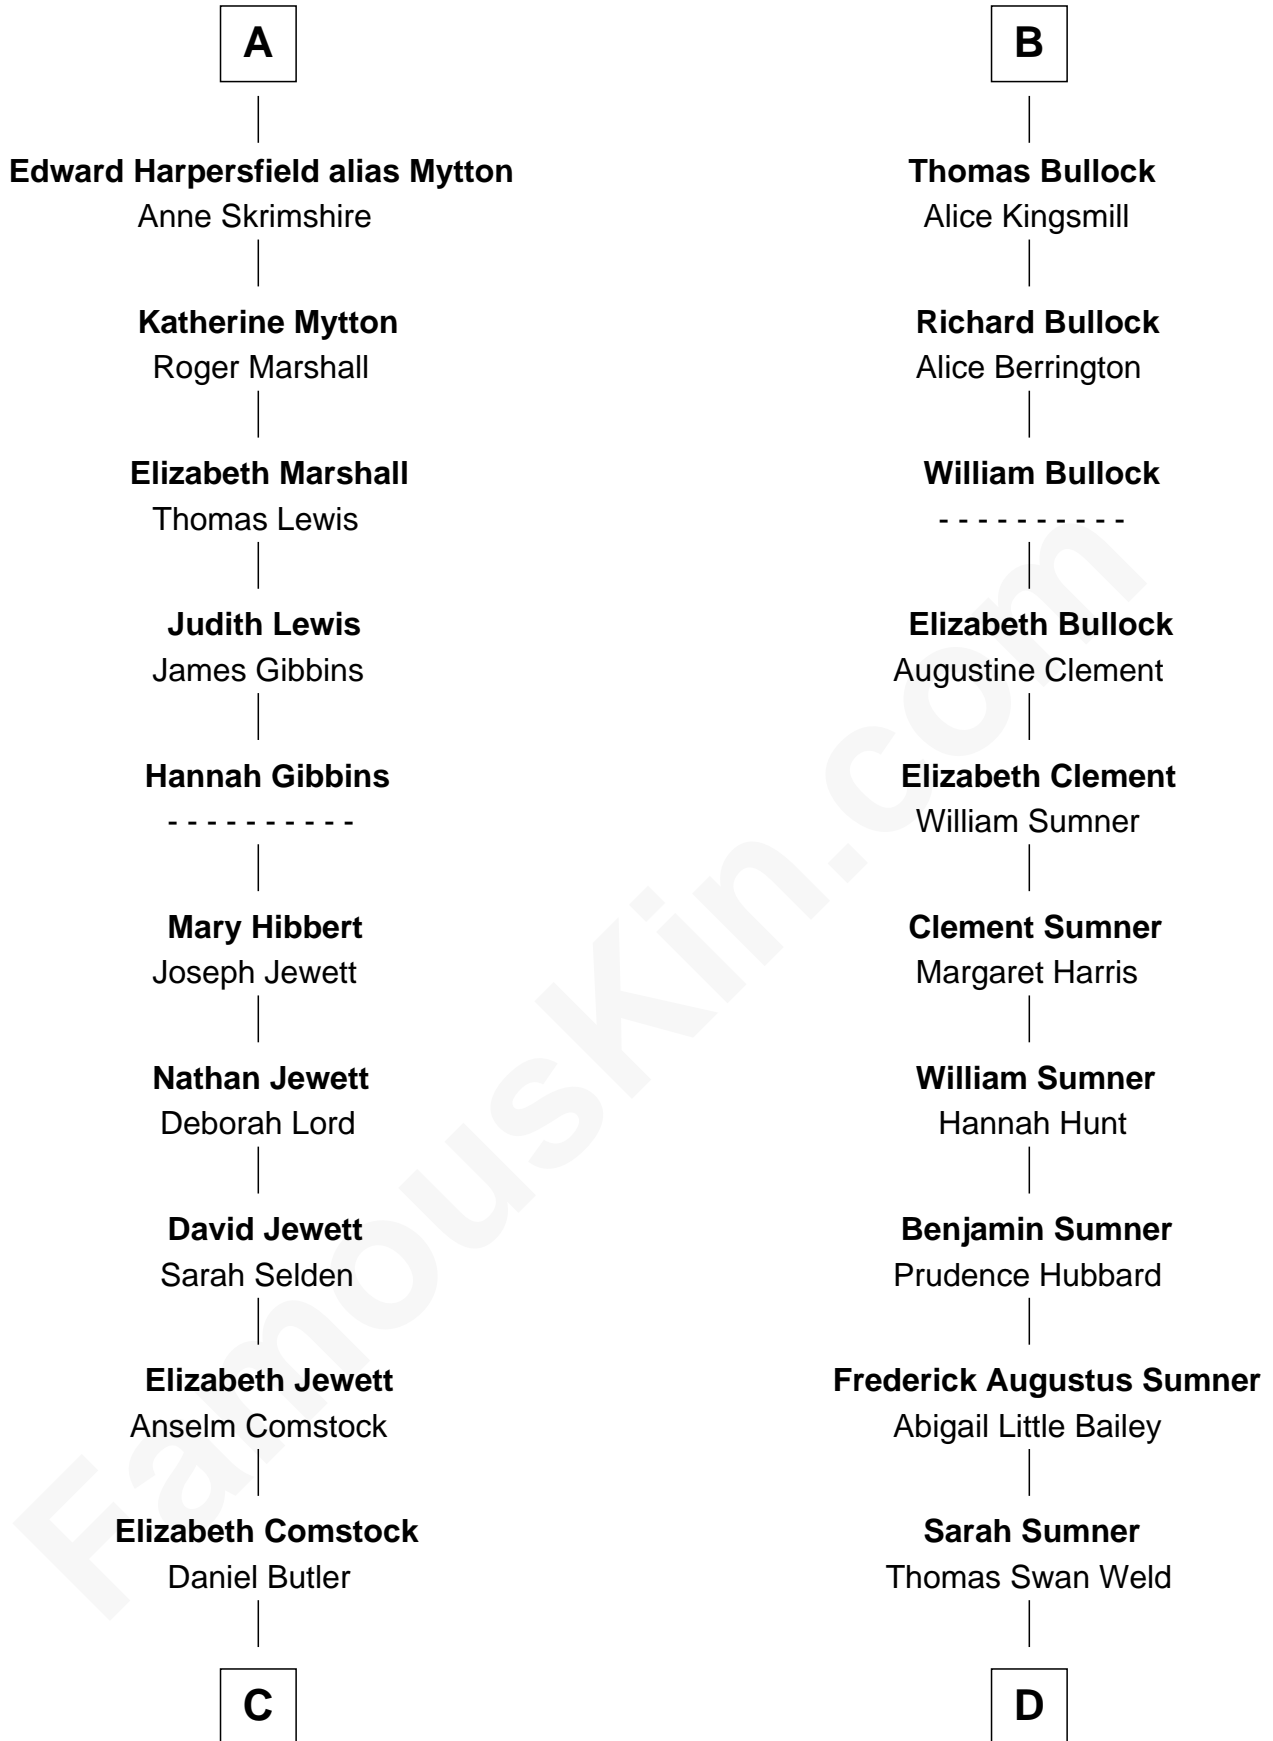 A
Edward Harpersfield alias Mytton
Anne Skrimshire
Katherine Mytton
Roger Marshall
Elizabeth Marshall
Thomas Lewis
Judith Lewis
James Gibbins
Hannah Gibbins
- - - - - - - - - -
Mary Hibbert
Joseph Jewett
Nathan Jewett
Deborah Lord
David Jewett
Sarah Selden
Elizabeth Jewett
Anselm Comstock
Elizabeth Comstock
Daniel Butler
C
B
Thomas Bullock
Alice Kingsmill
Richard Bullock
Alice Berrington
William Bullock
- - - - - - - - - -
Elizabeth Bullock
Augustine Clement
Elizabeth Clement
William Sumner
Clement Sumner
Margaret Harris
William Sumner
Hannah Hunt
Benjamin Sumner
Prudence Hubbard
Frederick Augustus Sumner
Abigail Little Bailey
Sarah Sumner
Thomas Swan Weld
D
FamousKin.com